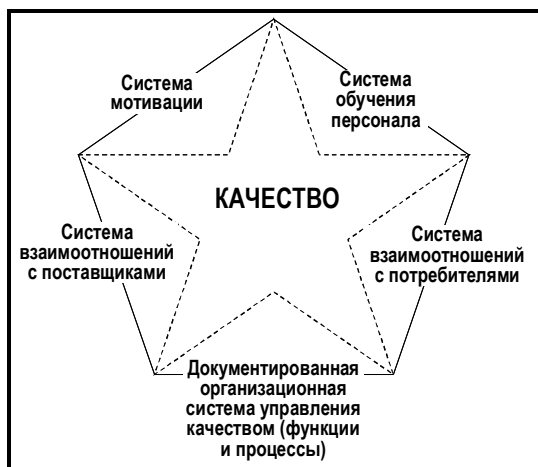 Система
мотивации
Система
обучения
персонала
КАЧЕСТВО
Система
взаимоотношений
с поставщиками
Система
взаимоотношений
с потребителями
Документированная
организационная
система управления
качеством (функции
и процессы)